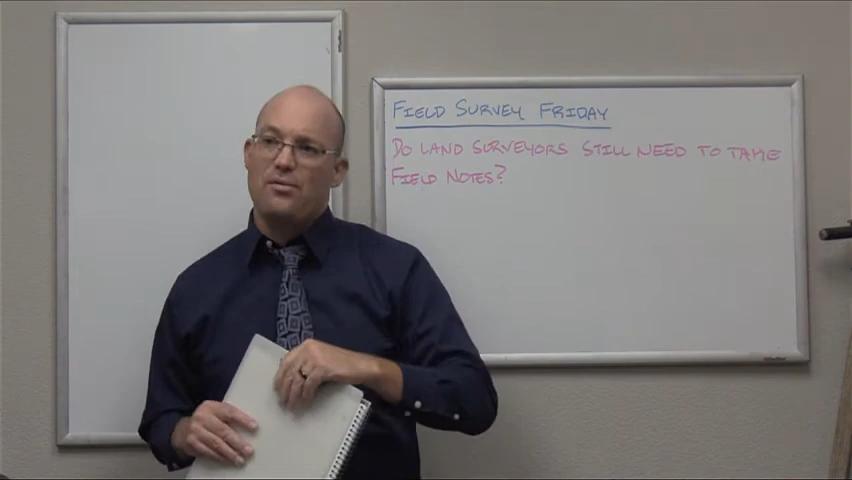 FIELD SURVEY FRIDAY
DO LAND SURVEYORS STILL NEED TO TAKE
FIELD NOTES?